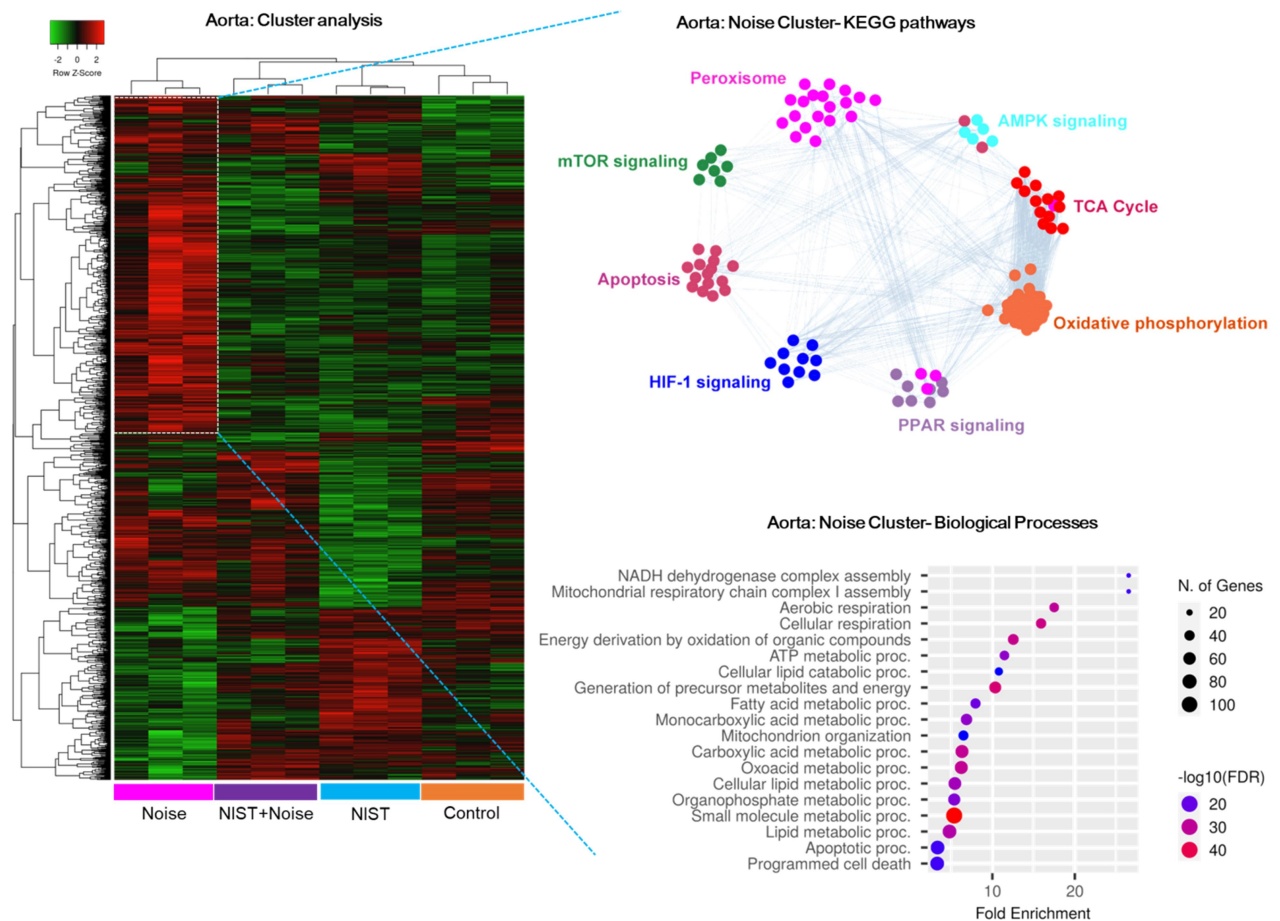 Aorta: Cluster analysis
-2 0 2
Row Z-Score
Noise
NIST+Noise
NIST
Control
Aorta: Noise Cluster- KEGG pathways
Peroxisome
AMPK signaling
mTOR signaling
TCA Cycle
Apoptosis
Oxidative phosphorylation
HIF-1 signaling
PPAR signaling
Aorta: Noise Cluster- Biological Processes
NADH dehydrogenase complex assembly
Mitochondrial respiratory chain complex I assembly
Aerobic respiration
Cellular respiration
Energy derivation by oxidation of organic compounds
ATP metabolic proc.
Cellular lipid catabolic proc.
Generation of precursor metabolites and energy
Fatty acid metabolic proc.
Monocarboxylic acid metabolic proc.
Mitochondrion organization
Carboxylic acid metabolic proc.
Oxoacid metabolic proc.
Cellular lipid metabolic proc.
Organophosphate metabolic proc.
Small molecule metabolic proc.
Lipid metabolic proc.
Apoptotic proc.
Programmed cell death
10 20
Fold Enrichment
N. of Genes
20
40
60
80
100
-log10(FDR)
20
30
40